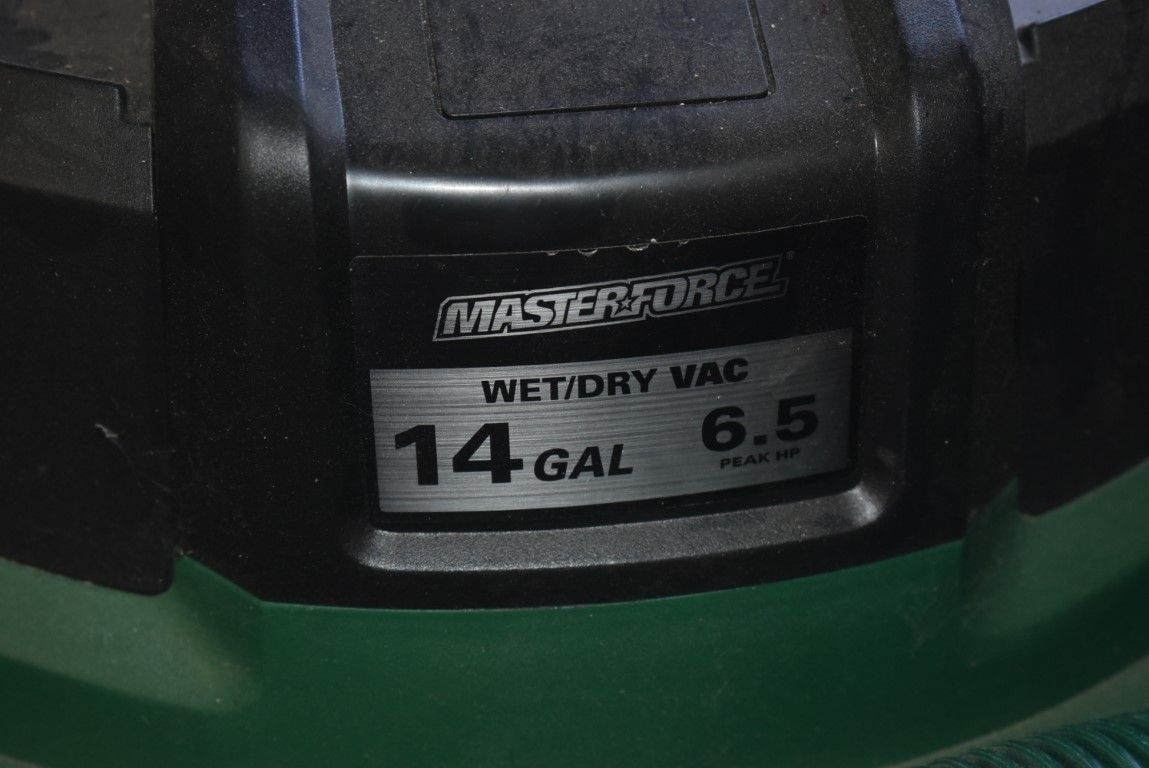 MASTERFORCE®
WET/DRY VAC
14 GAL 6.5
PEAK HP